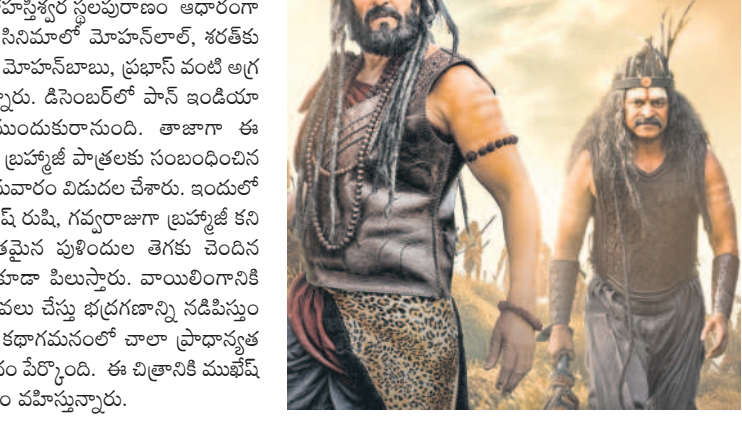 హస్తీశ్వర స్థలపురాణం ఆధారంగా
సినిమాలో మోహన్‌లాల్, శరత్‌కు
మోహన్‌బాబు, ప్రభాస్ వంటి అగ్ర
న్నారు. డిసెంబర్‌లో పాన్ ఇండియా
ముందుకురానుంది. తాజాగా ఈ
బ్రహ్మాజీ పాత్రలకు సంబంధించిన
విడుదల చేశారు. ఇందులో
ష్ రుషి, గవ్వరాజుగా బ్రహ్మాజీ కని
తమైన పుళిందుల తెగకు చెందిన
కూడా పిలుస్తారు. వాయిలింగానికి
వలు చేస్తు భద్రగణాన్ని నడిపిస్తుం
కథాగమనంలో చాలా ప్రాధాన్యత
పేర్కొంది. ఈ చిత్రానికి ముఖేష్
వహిస్తున్నారు.